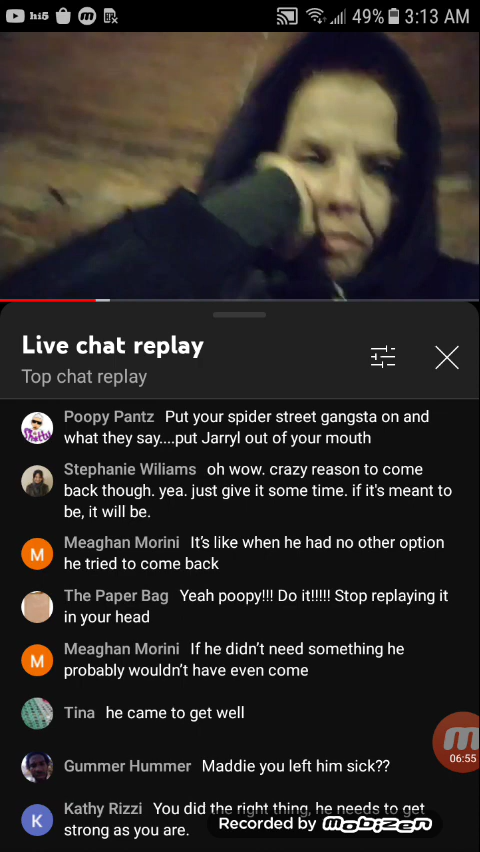 hi5 49% 3:13 AM
Live chat replay
Top chat replay
Poopy Pantz Put your spider street gangsta on and
what they say....put Jarryl out of your mouth
Stephanie Wiliams oh wow. crazy reason to come
back though. yea. just give it some time. if it's meant to
be, it will be.
M Meaghan Morini It’s like when he had no other option
he tried to come back
The Paper Bag Yeah poopy!!! Do it!!!!! Stop replaying it
in your head
M Meaghan Morini If he didn’t need something he
probably wouldn’t have even come
Tina he came to get well
06:55
Gummer Hummer Maddie you left him sick??
K Kathy Rizzi You did the right thing, he needs to get
strong as you are.
Recorded by mobizen